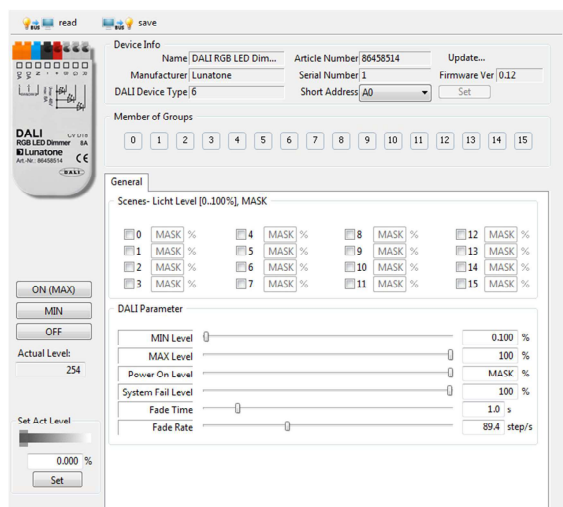 read save
Device Info
Name DALI RGB LED Dim... Article Number 86458514 Update...
Manufacturer Lunatone Serial Number 1 Firmware Ver 0.12
DALI Device Type 6 Short Address A0 Set
Member of Groups
0 1 2 3 4 5 6 7 8 9 10 11 12 13 14 15
DALI
RGB LED Dimmer 8A
Lunatone
Art.-Nr.: 86458514 CE
DALI
General
Scenes- Licht Level [0..100%], MASK
0 MASK % 4 MASK % 8 MASK % 12 MASK %
1 MASK % 5 MASK % 9 MASK % 13 MASK %
2 MASK % 6 MASK % 10 MASK % 14 MASK %
3 MASK % 7 MASK % 11 MASK % 15 MASK %
ON (MAX)
MIN
OFF
Actual Level:
254
DALI Parameter
MIN Level 0.100 %
MAX Level 100 %
Power On Level MASK %
System Fail Level 100 %
Fade Time 1.0 s
Fade Rate 89.4 step/s
Set Act Level
0.000 %
Set